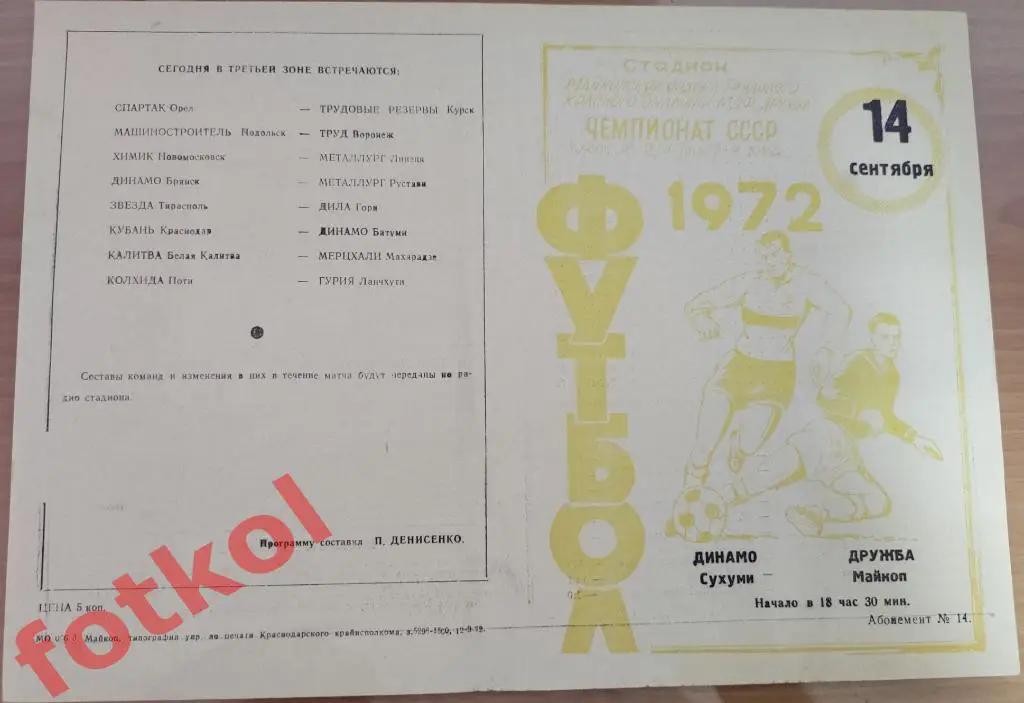 СЕГОДНЯ В ТРЕТЬЕЙ ЗОНЕ ВСТРЕЧАЮТСЯ:
СПАРТАК Орел — ТРУДОВЫЕ РЕЗЕРВЫ Курск
МАШИНОСТРОИТЕЛЬ Подольск — ТРУД Воронеж
ХИМИК Новомосковск — МЕТАЛЛУРГ Липецк
ДИНАМО Брянск — МЕТАЛЛУРГ Рустави
ЗВЕЗДА Тирасполь — ДИЛА Гори
КУБАНЬ Краснодар — ДИНАМО Батуми
КАЛИТВА Белая Калитва — МЕРЦХАЛИ Махарадзе
КОЛХИДА Поти — ГУРИЯ Ланчхути
Составы команд и изменения в них в течение матча будут переданы по ра-
дио стадиона.
Программу составил П. ДЕНИСЕНКО.
ЦЕНА 5 коп.
Майкоп, типография упр. по печати Краснодарского крайисполкома,
fotkol
Стадион
ЧЕМПИОНАТ СССР
1972
14
сентября
ФУТБОЛ
ДИНАМО
Сухуми —
ДРУЖБА
Майкоп
Начало в 18 час 30 мин.
Абонемент № 14.